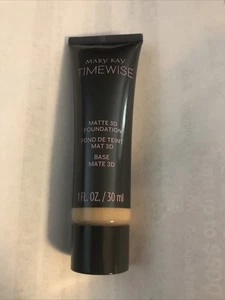 MARY KAY
TIMEWISE
MATTE 3D
FOUNDATION
FOND DE TEINT
MAT 3D
BASE
MATE 3D
1 FL. OZ. / 30 ml